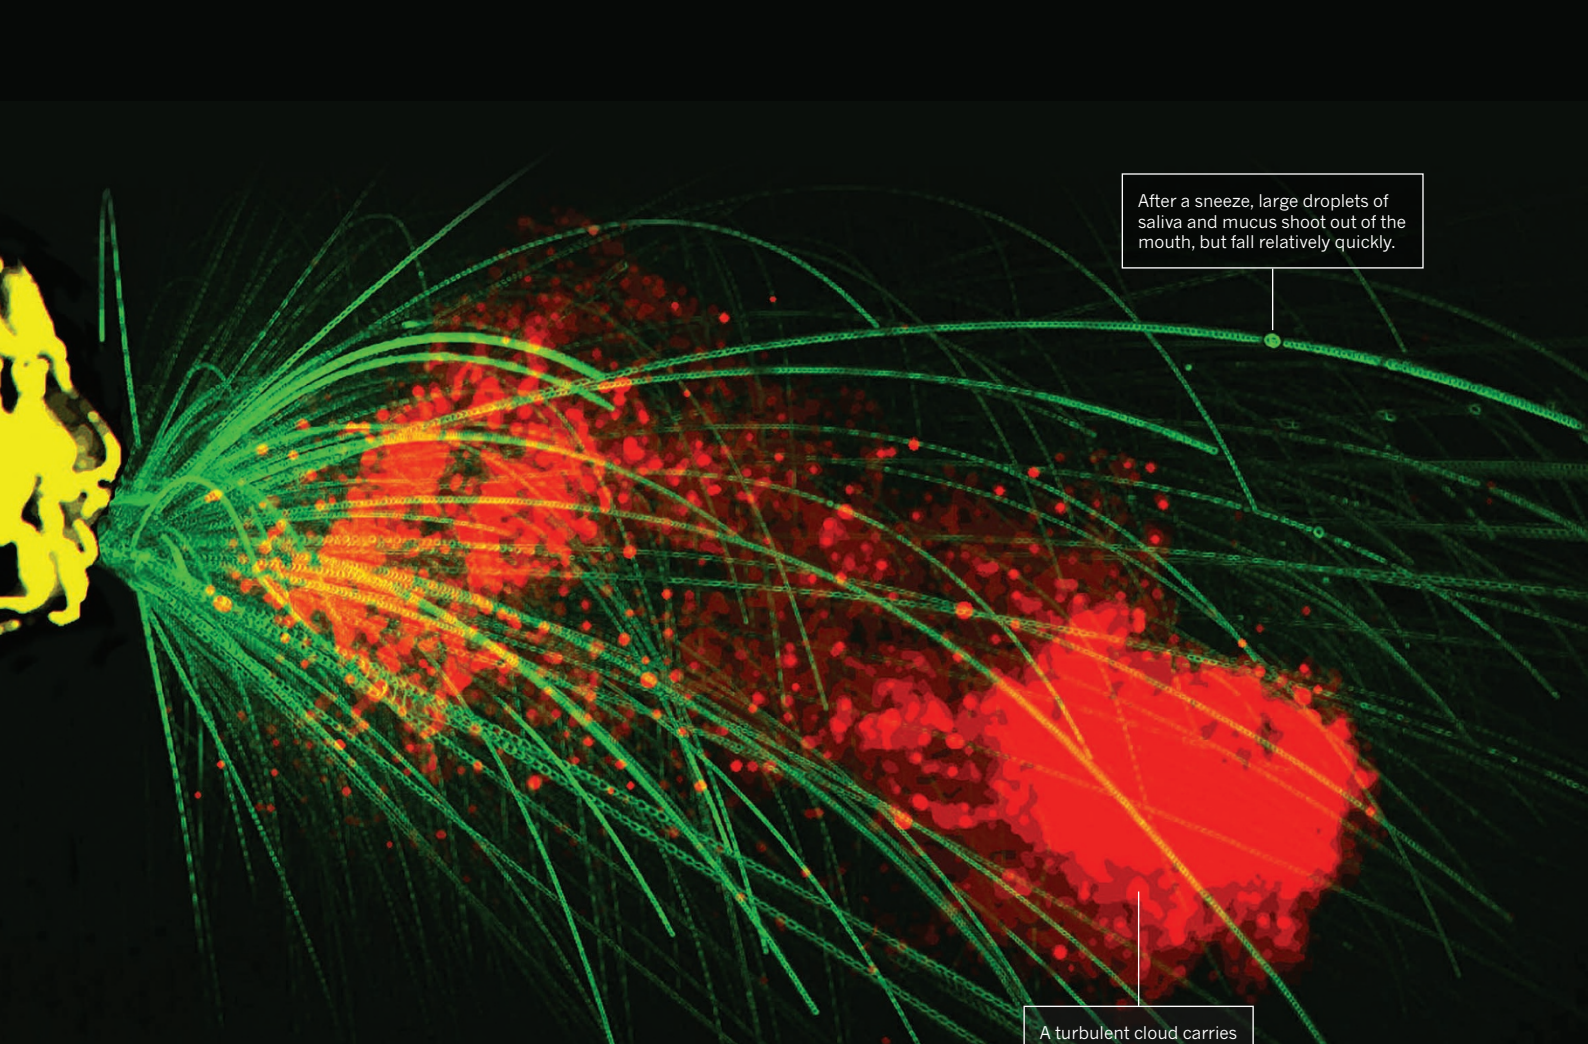 After a sneeze, large droplets of
saliva and mucus shoot out of the
mouth, but fall relatively quickly.
A turbulent cloud carries